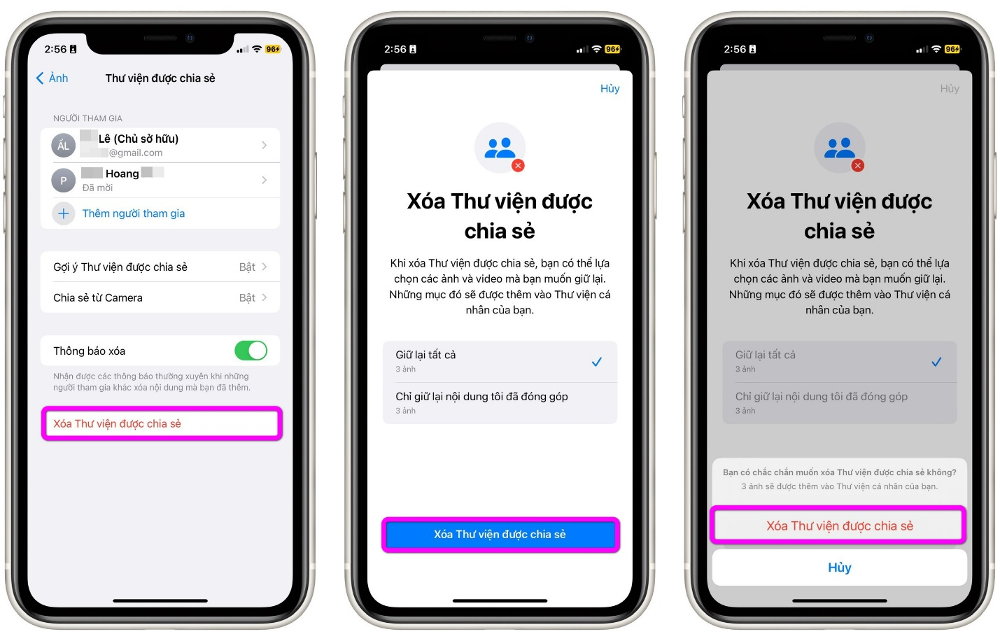 2:56
96
Ảnh
Thư viện được chia sẻ
NGƯỜI THAM GIA
ẤL
Lê (Chủ sở hữu)
@gmail.com
P
Hoang
Đã mời
Thêm người tham gia
Gợi ý Thư viện được chia sẻ
Bật
Chia sẻ từ Camera
Bật
Thông báo xóa
Nhận được các thông báo thường xuyên khi những
người tham gia khác xóa nội dung mà bạn đã thêm.
Xóa Thư viện được chia sẻ
2:56
96
Hủy
Xóa Thư viện được
chia sẻ
Khi xóa Thư viện được chia sẻ, bạn có thể lựa
chọn các ảnh và video mà bạn muốn giữ lại.
Những mục đó sẽ được thêm vào Thư viện cá
nhân của bạn.
Giữ lại tất cả
3 ảnh
Chỉ giữ lại nội dung tôi đã đóng góp
3 ảnh
Xóa Thư viện được chia sẻ
2:56
96
Hủy
Xóa Thư viện được
chia sẻ
Khi xóa Thư viện được chia sẻ, bạn có thể lựa
chọn các ảnh và video mà bạn muốn giữ lại.
Những mục đó sẽ được thêm vào Thư viện cá
nhân của bạn.
Giữ lại tất cả
3 ảnh
Chỉ giữ lại nội dung tôi đã đóng góp
3 ảnh
Bạn có chắc chắn muốn xóa Thư viện được chia sẻ không?
3 ảnh sẽ được thêm vào Thư viện cá nhân của bạn.
Xóa Thư viện được chia sẻ
Hủy